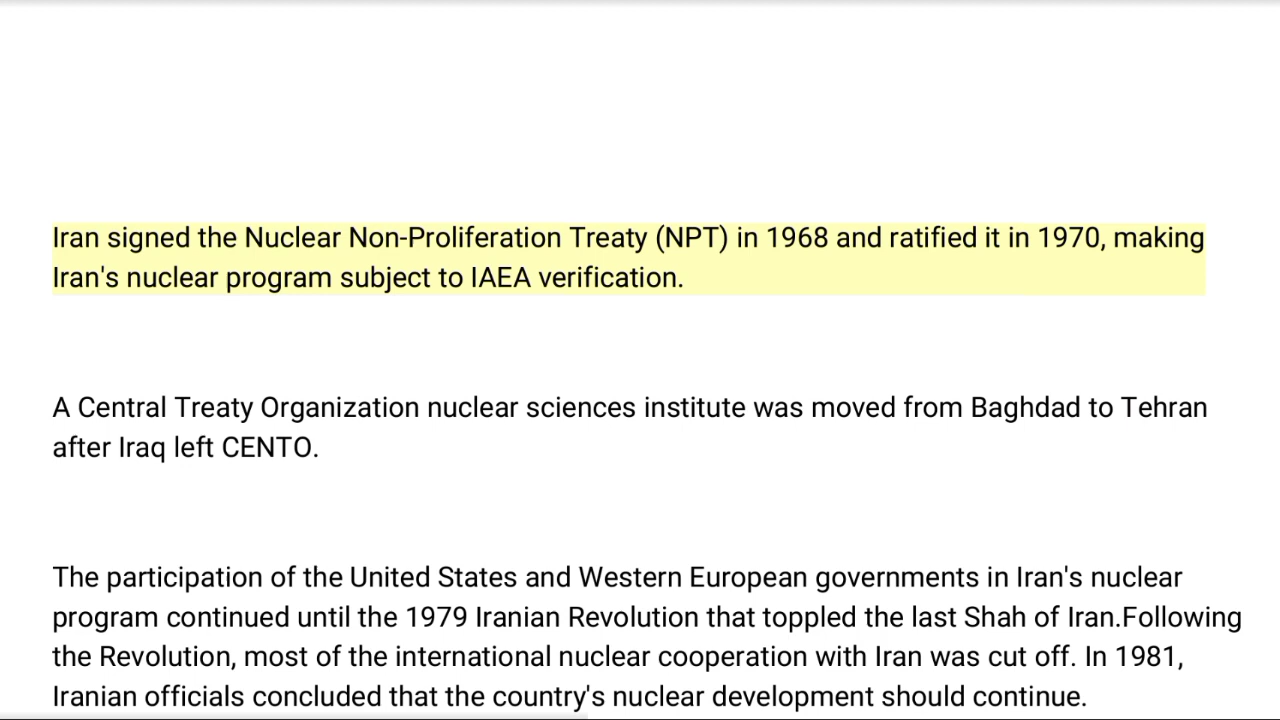 Iran signed the Nuclear Non-Proliferation Treaty (NPT) in 1968 and ratified it in 1970, making
Iran's nuclear program subject to IAEA verification.
A Central Treaty Organization nuclear sciences institute was moved from Baghdad to Tehran
after Iraq left CENTO.
The participation of the United States and Western European governments in Iran's nuclear
program continued until the 1979 Iranian Revolution that toppled the last Shah of Iran.Following
the Revolution, most of the international nuclear cooperation with Iran was cut off. In 1981,
Iranian officials concluded that the country's nuclear development should continue.